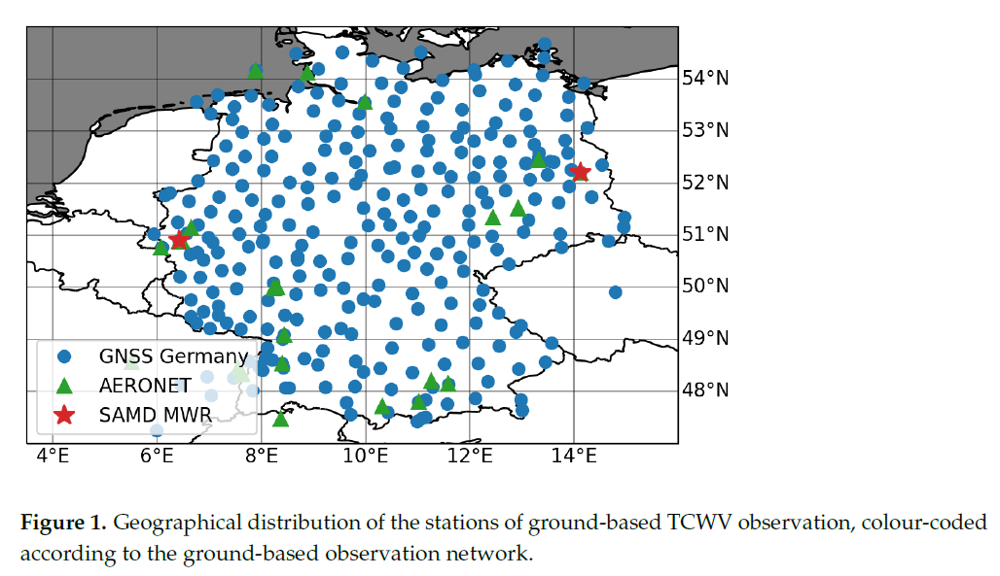 54°N
53°N
52°N
51°N
50°N
49°N
48°N
GNSS Germany
AERONET
SAMD MWR
4°E 6°E 8°E 10°E 12°E 14°E
Figure 1. Geographical distribution of the stations of ground-based TCWV observation, colour-coded
according to the ground-based observation network.